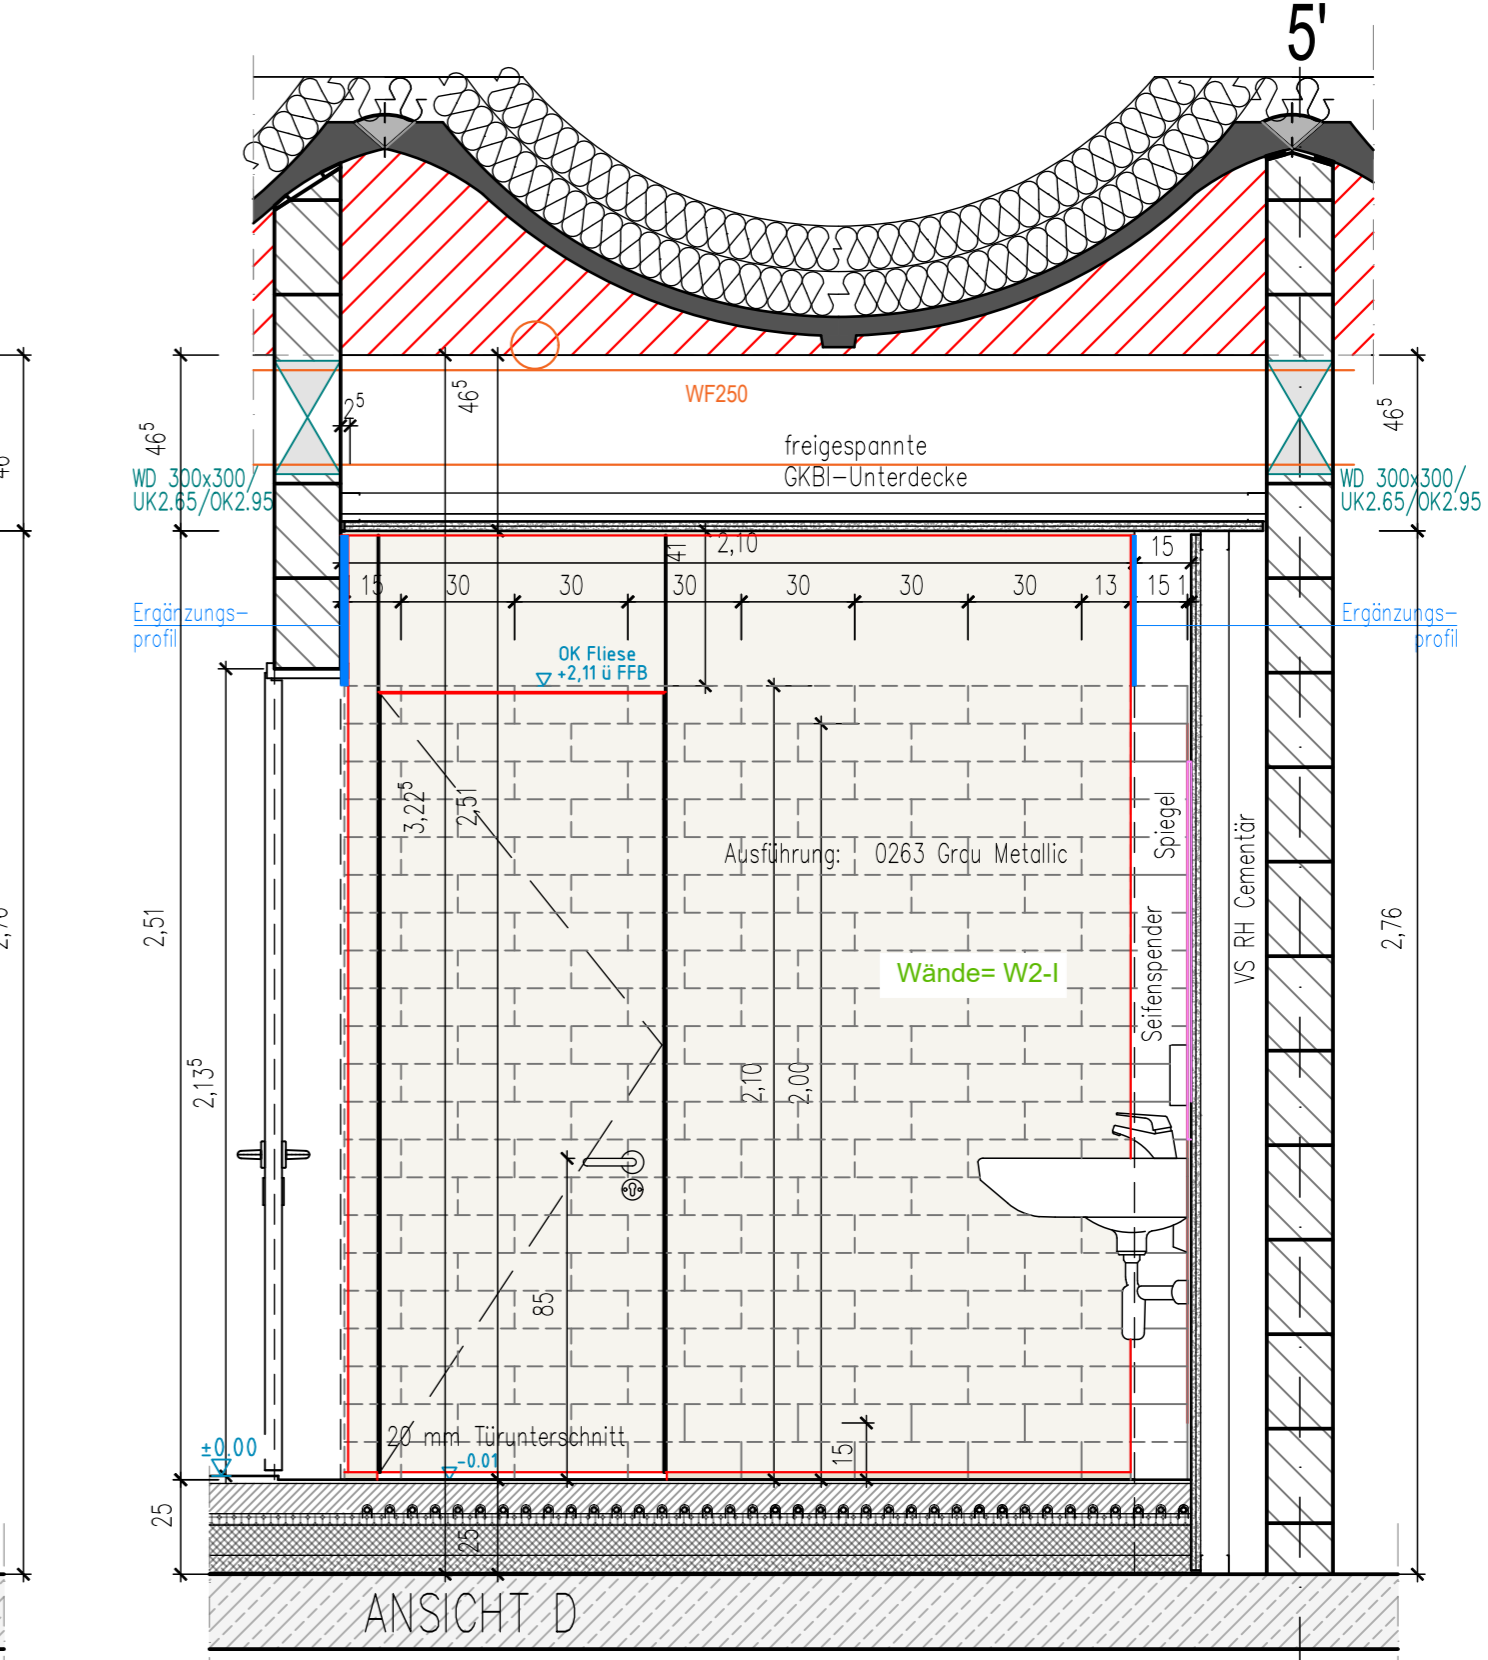 5'
46⁵
46⁵
2⁵
WF250
46⁵
freigespannte
GKBI-Unterdecke
WD 300x300/
UK2.65/OK2.95
WD 300x300/
UK2.65/OK2.95
41
2,10
15
15
30
30
30
30
30
30
13
15
1
Ergänzungs-
profil
Ergänzungs-
profil
OK Fliese
+2,11 ü FFB
3,22⁵
2,51
Ausführung: 0263 Grau Metallic
Spiegel
VS RH Cementär
2,51
2,76
Wände= W2-I
Seifenspender
2,13⁵
2,10
2,00
85
20 mm Türunterschnitt
±0.00
-0.01
15
25
25
ANSICHT D